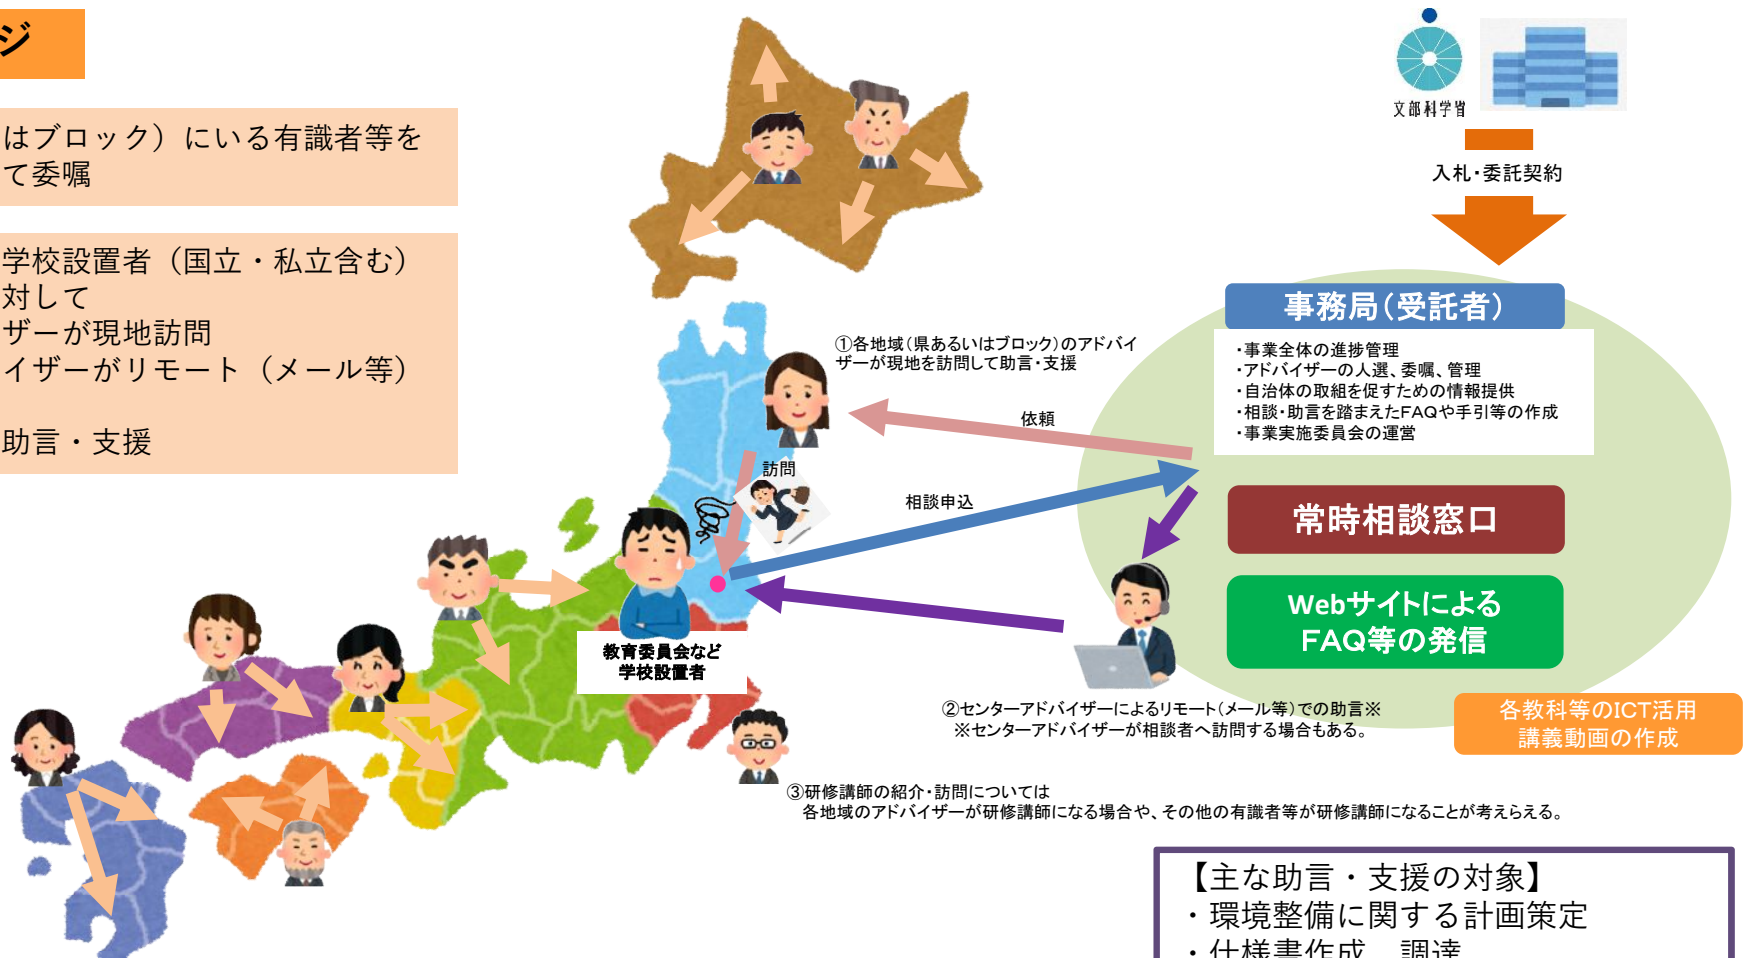 ジ
はブロック）にいる有識者等を
て委嘱
学校設置者（国立・私立含む）
対して
ザーが現地訪問
イザーがリモート（メール等）
助言・支援
文部科学省
入札・委託契約
事務局（受託者）
・事業全体の進捗管理
・アドバイザーの人選、委嘱、管理
・自治体の取組を促すための情報提供
・相談・助言を踏まえたFAQや手引等の作成
・事業実施委員会の運営
①各地域（県あるいはブロック）のアドバイ
ザーが現地を訪問して助言・支援
依頼
訪問
相談申込
常時相談窓口
Webサイトによる
FAQ等の発信
教育委員会など
学校設置者
②センターアドバイザーによるリモート（メール等）での助言※
※センターアドバイザーが相談者へ訪問する場合もある。
各教科等のICT活用
講義動画の作成
③研修講師の紹介・訪問については
各地域のアドバイザーが研修講師になる場合や、その他の有識者等が研修講師になることが考えらえる。
【主な助言・支援の対象】
・環境整備に関する計画策定
・仕様書作成、調達